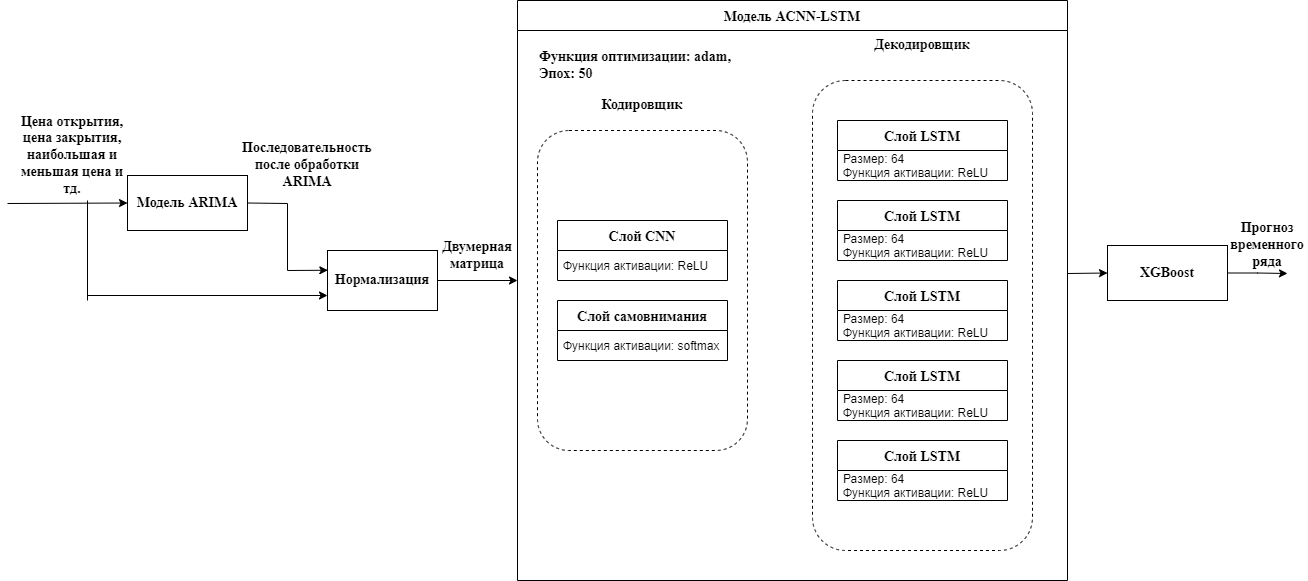 Цена открытия,
цена закрытия,
наибольшая и
меньшая цена и
тд.
Модель ARIMA
Последовательность
после обработки
ARIMA
Нормализация
Двумерная
матрица
Модель ACNN-LSTM
Функция оптимизации: adam,
Эпох: 50
Кодировщик
Слой CNN
Функция активации: ReLU
Слой самовнимания
Функция активации: softmax
Декодировщик
Слой LSTM
Размер: 64
Функция активации: ReLU
Слой LSTM
Размер: 64
Функция активации: ReLU
Слой LSTM
Размер: 64
Функция активации: ReLU
Слой LSTM
Размер: 64
Функция активации: ReLU
Слой LSTM
Размер: 64
Функция активации: ReLU
XGBoost
Прогноз
временного
ряда